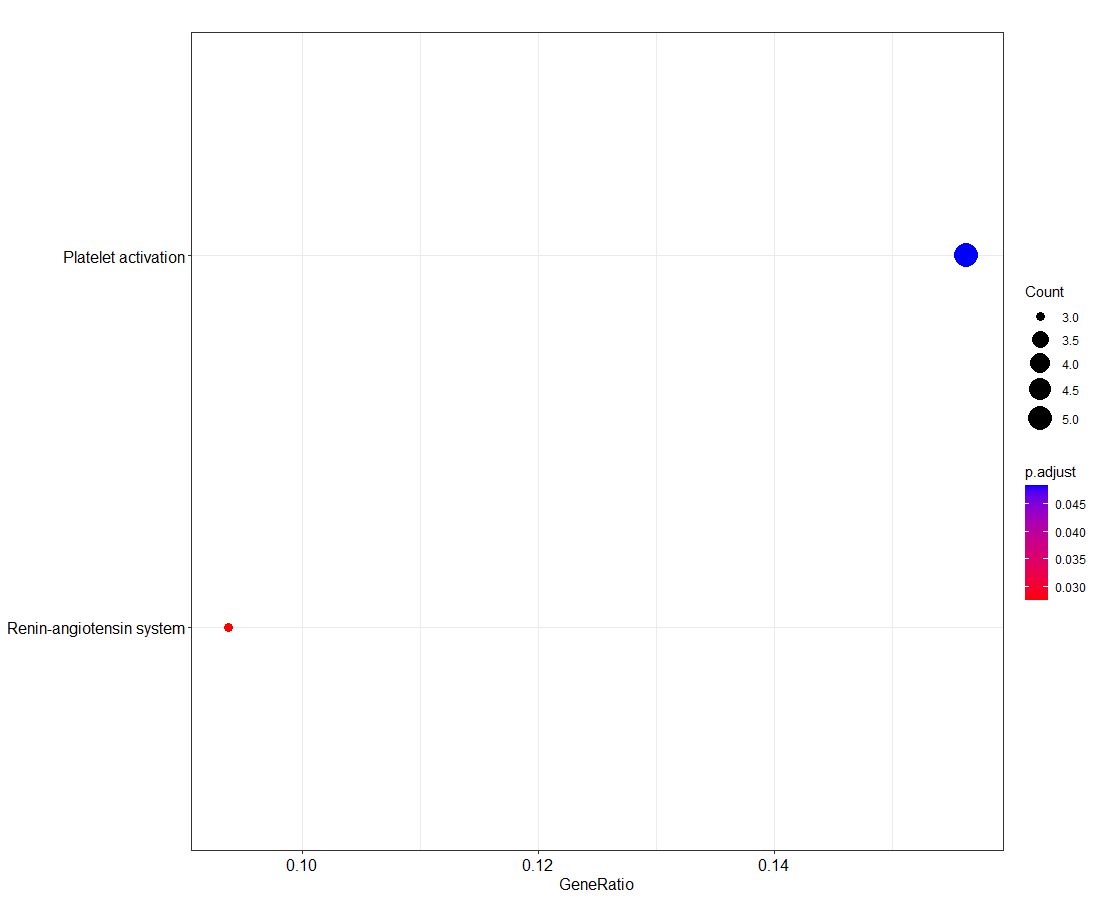 Platelet activation
Renin-angiotensin system
0.10
0.12
0.14
GeneRatio
Count
3.0
3.5
4.0
4.5
5.0
p.adjust
0.045
0.040
0.035
0.030